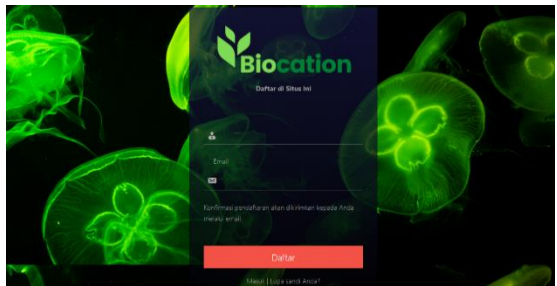 Biocation
Daftar di Situs Ini
Email
Konfirmasi pendaftaran akan dikirimkan kepada Anda
melalui email.
Daftar
Masuk | Lupa sandi Anda?